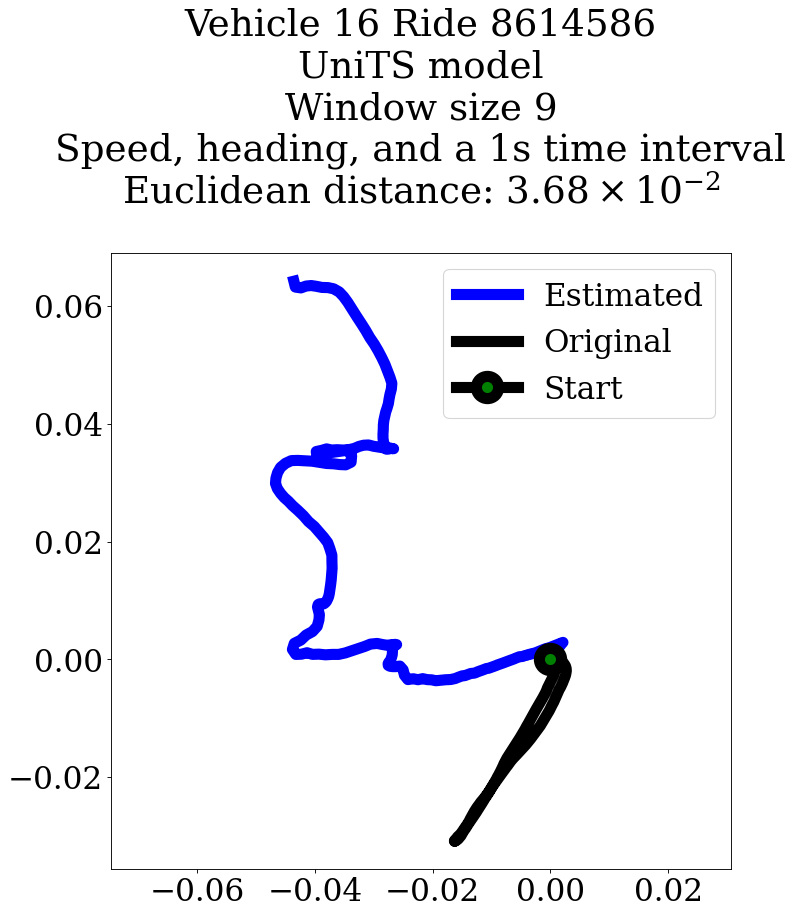 Vehicle 16 Ride 8614586
UniTS model
Window size 9
Speed, heading, and a 1s time interval
Euclidean distance: 3.68 × 10⁻²
Estimated
Original
Start
0.06
0.04
0.02
0.00
−0.02
−0.06 −0.04 −0.02 0.00 0.02